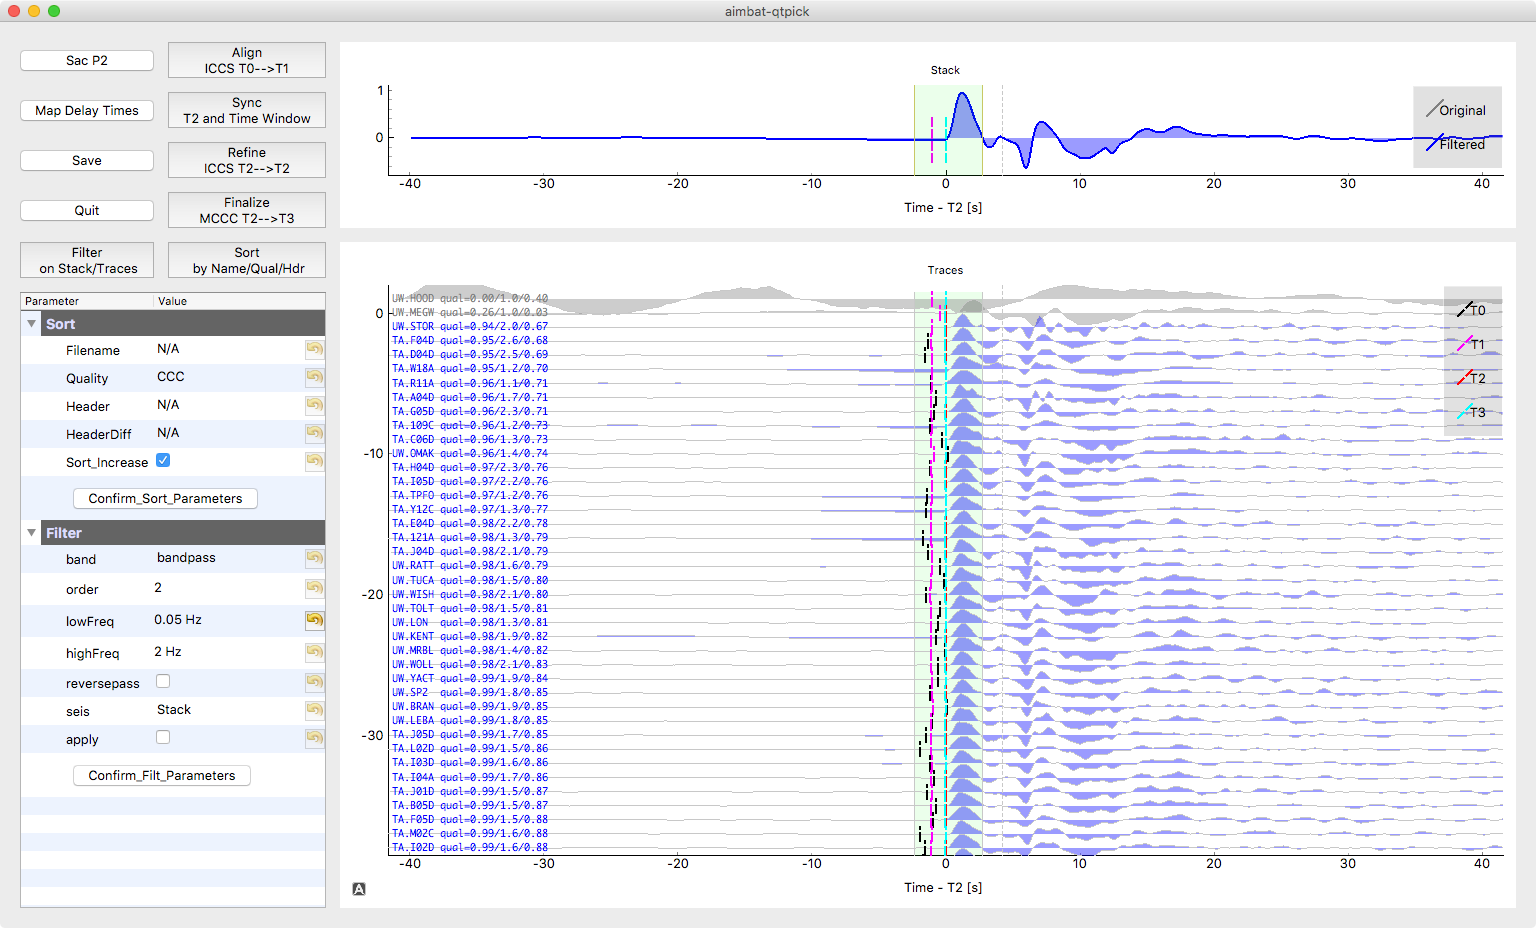 aimbat-qtpick
Sac P2
Align
ICCS T0-->T1
Map Delay Times
Sync
T2 and Time Window
Save
Refine
ICCS T2-->T2
Quit
Finalize
MCCC T2-->T3
Filter
on Stack/Traces
Sort
by Name/Qual/Hdr
Parameter Value
Sort
Filename N/A
Quality CCC
Header N/A
HeaderDiff N/A
Sort_Increase
Confirm_Sort_Parameters
Filter
band bandpass
order 2
lowFreq 0.05 Hz
highFreq 2 Hz
reversepass
seis Stack
apply
Confirm_Filt_Parameters
Stack
1
0
Original
Filtered
-40 -30 -20 -10 0 10 20 30 40
Time - T2 [s]
Traces
0
-10
-20
-30
UW.HOOD qual=0.00/1.0/0.40
UW.MEGW qual=0.26/1.0/0.03
UW.STOR qual=0.94/2.0/0.67
TA.F04D qual=0.95/2.6/0.68
TA.D04D qual=0.95/2.5/0.69
TA.W18A qual=0.95/1.2/0.70
TA.R11A qual=0.96/1.1/0.71
TA.A04D qual=0.96/1.7/0.71
TA.G05D qual=0.96/2.3/0.71
TA.109C qual=0.96/1.2/0.73
TA.C06D qual=0.96/1.3/0.73
UW.OMAK qual=0.96/1.4/0.74
TA.H04D qual=0.97/2.3/0.76
TA.I05D qual=0.97/2.2/0.76
TA.TPFO qual=0.97/1.2/0.76
TA.Y12C qual=0.97/1.3/0.77
TA.E04D qual=0.98/2.2/0.78
TA.121A qual=0.98/1.3/0.79
TA.J04D qual=0.98/2.1/0.79
UW.RATT qual=0.98/1.6/0.79
UW.TUCA qual=0.98/1.5/0.80
UW.WISH qual=0.98/2.1/0.80
UW.TOLT qual=0.98/1.5/0.81
UW.LON qual=0.98/1.3/0.81
UW.KENT qual=0.98/1.9/0.82
UW.MRBL qual=0.98/1.4/0.82
UW.WOLL qual=0.98/2.1/0.83
UW.YACT qual=0.99/1.9/0.84
UW.SP2 qual=0.99/1.8/0.85
UW.BRAN qual=0.99/1.9/0.85
UW.LEBA qual=0.99/1.8/0.85
TA.J05D qual=0.99/1.7/0.85
TA.L02D qual=0.99/1.5/0.86
TA.I03D qual=0.99/1.6/0.86
TA.I04A qual=0.99/1.7/0.86
TA.J01D qual=0.99/1.5/0.87
TA.B05D qual=0.99/1.5/0.87
TA.F05D qual=0.99/1.5/0.88
TA.M02C qual=0.99/1.6/0.88
TA.I02D qual=0.99/1.6/0.88
T0
T1
T2
T3
-40 -30 -20 -10 0 10 20 30 40
A
Time - T2 [s]